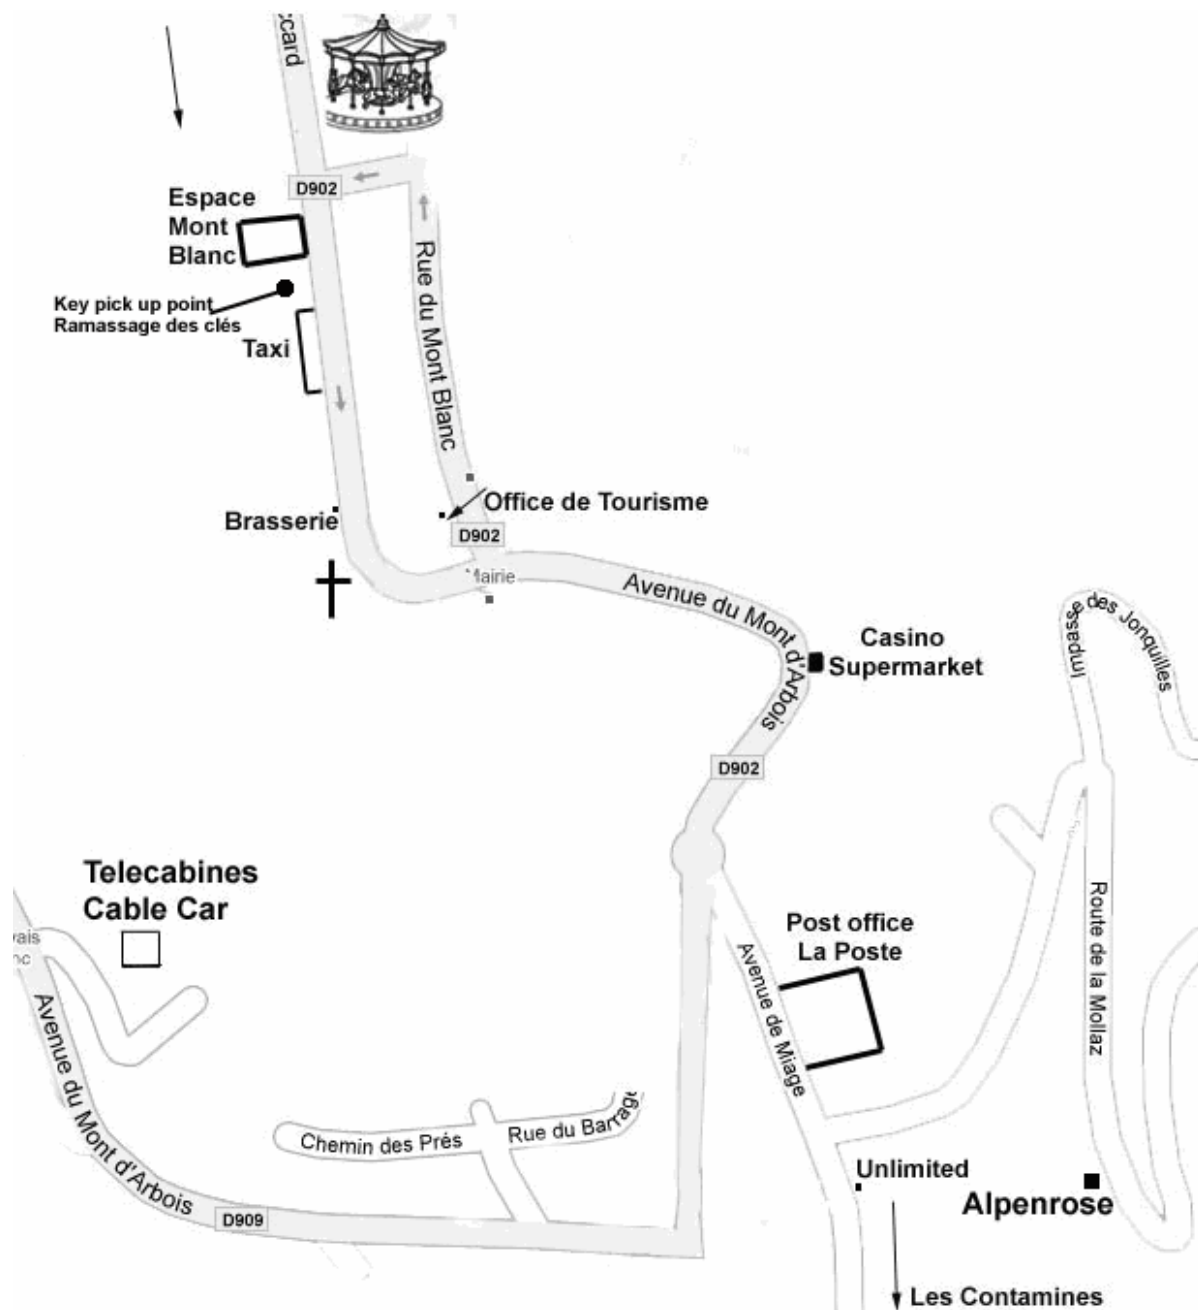 ccard
D902
Espace
Mont
Blanc
Key pick up point
Ramassage des clés
Taxi
Rue du Mont Blanc
Office de Tourisme
Brasserie
D902
Mairie
Avenue du Mont d'Arbois
Casino
Supermarket
Impasse des Jonquilles
D902
Telecabines
Cable Car
vais
nc
Post office
La Poste
Avenue de Miage
Route de la Mollaz
Avenue du Mont d'Arbois
Chemin des Prés
Rue du Barrage
Unlimited
Alpenrose
D909
Les Contamines